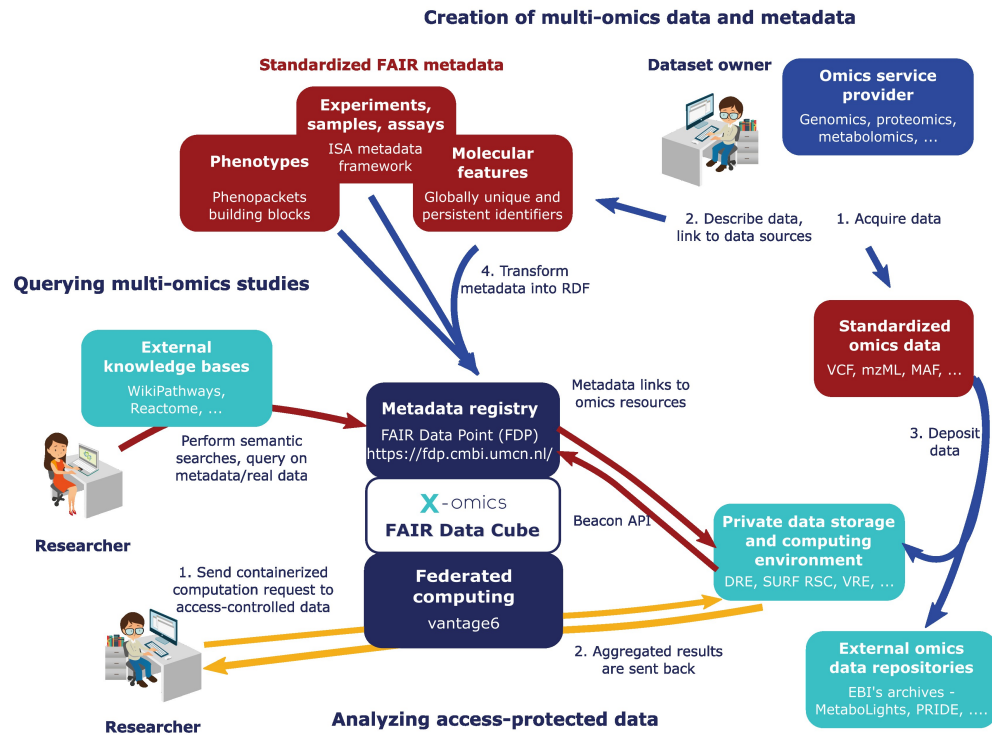 Creation of multi-omics data and metadata
Standardized FAIR metadata
Experiments,
samples, assays
ISA metadata
framework
Phenotypes
Phenopackets
building blocks
Molecular
features
Globally unique and
persistent identifiers
Dataset owner
Omics service
provider
Genomics, proteomics,
metabolomics, ...
2. Describe data,
link to data sources
1. Acquire data
4. Transform
metadata into RDF
Standardized
omics data
VCF, mzML, MAF, ...
3. Deposit
data
Querying multi-omics studies
External
knowledge bases
WikiPathways,
Reactome, ...
Perform semantic
searches, query on
metadata/real data
Researcher
Metadata registry
FAIR Data Point (FDP)
https://fdp.cmbi.umcn.nl/
Metadata links to
omics resources
X-omics
FAIR Data Cube
Beacon API
Private data storage
and computing
environment
DRE, SURF RSC, VRE, ...
Federated
computing
vantage6
1. Send containerized
computation request to
access-controlled data
2. Aggregated results
are sent back
External omics
data repositories
EBI's archives -
MetaboLights, PRIDE, ....
Researcher
Analyzing access-protected data